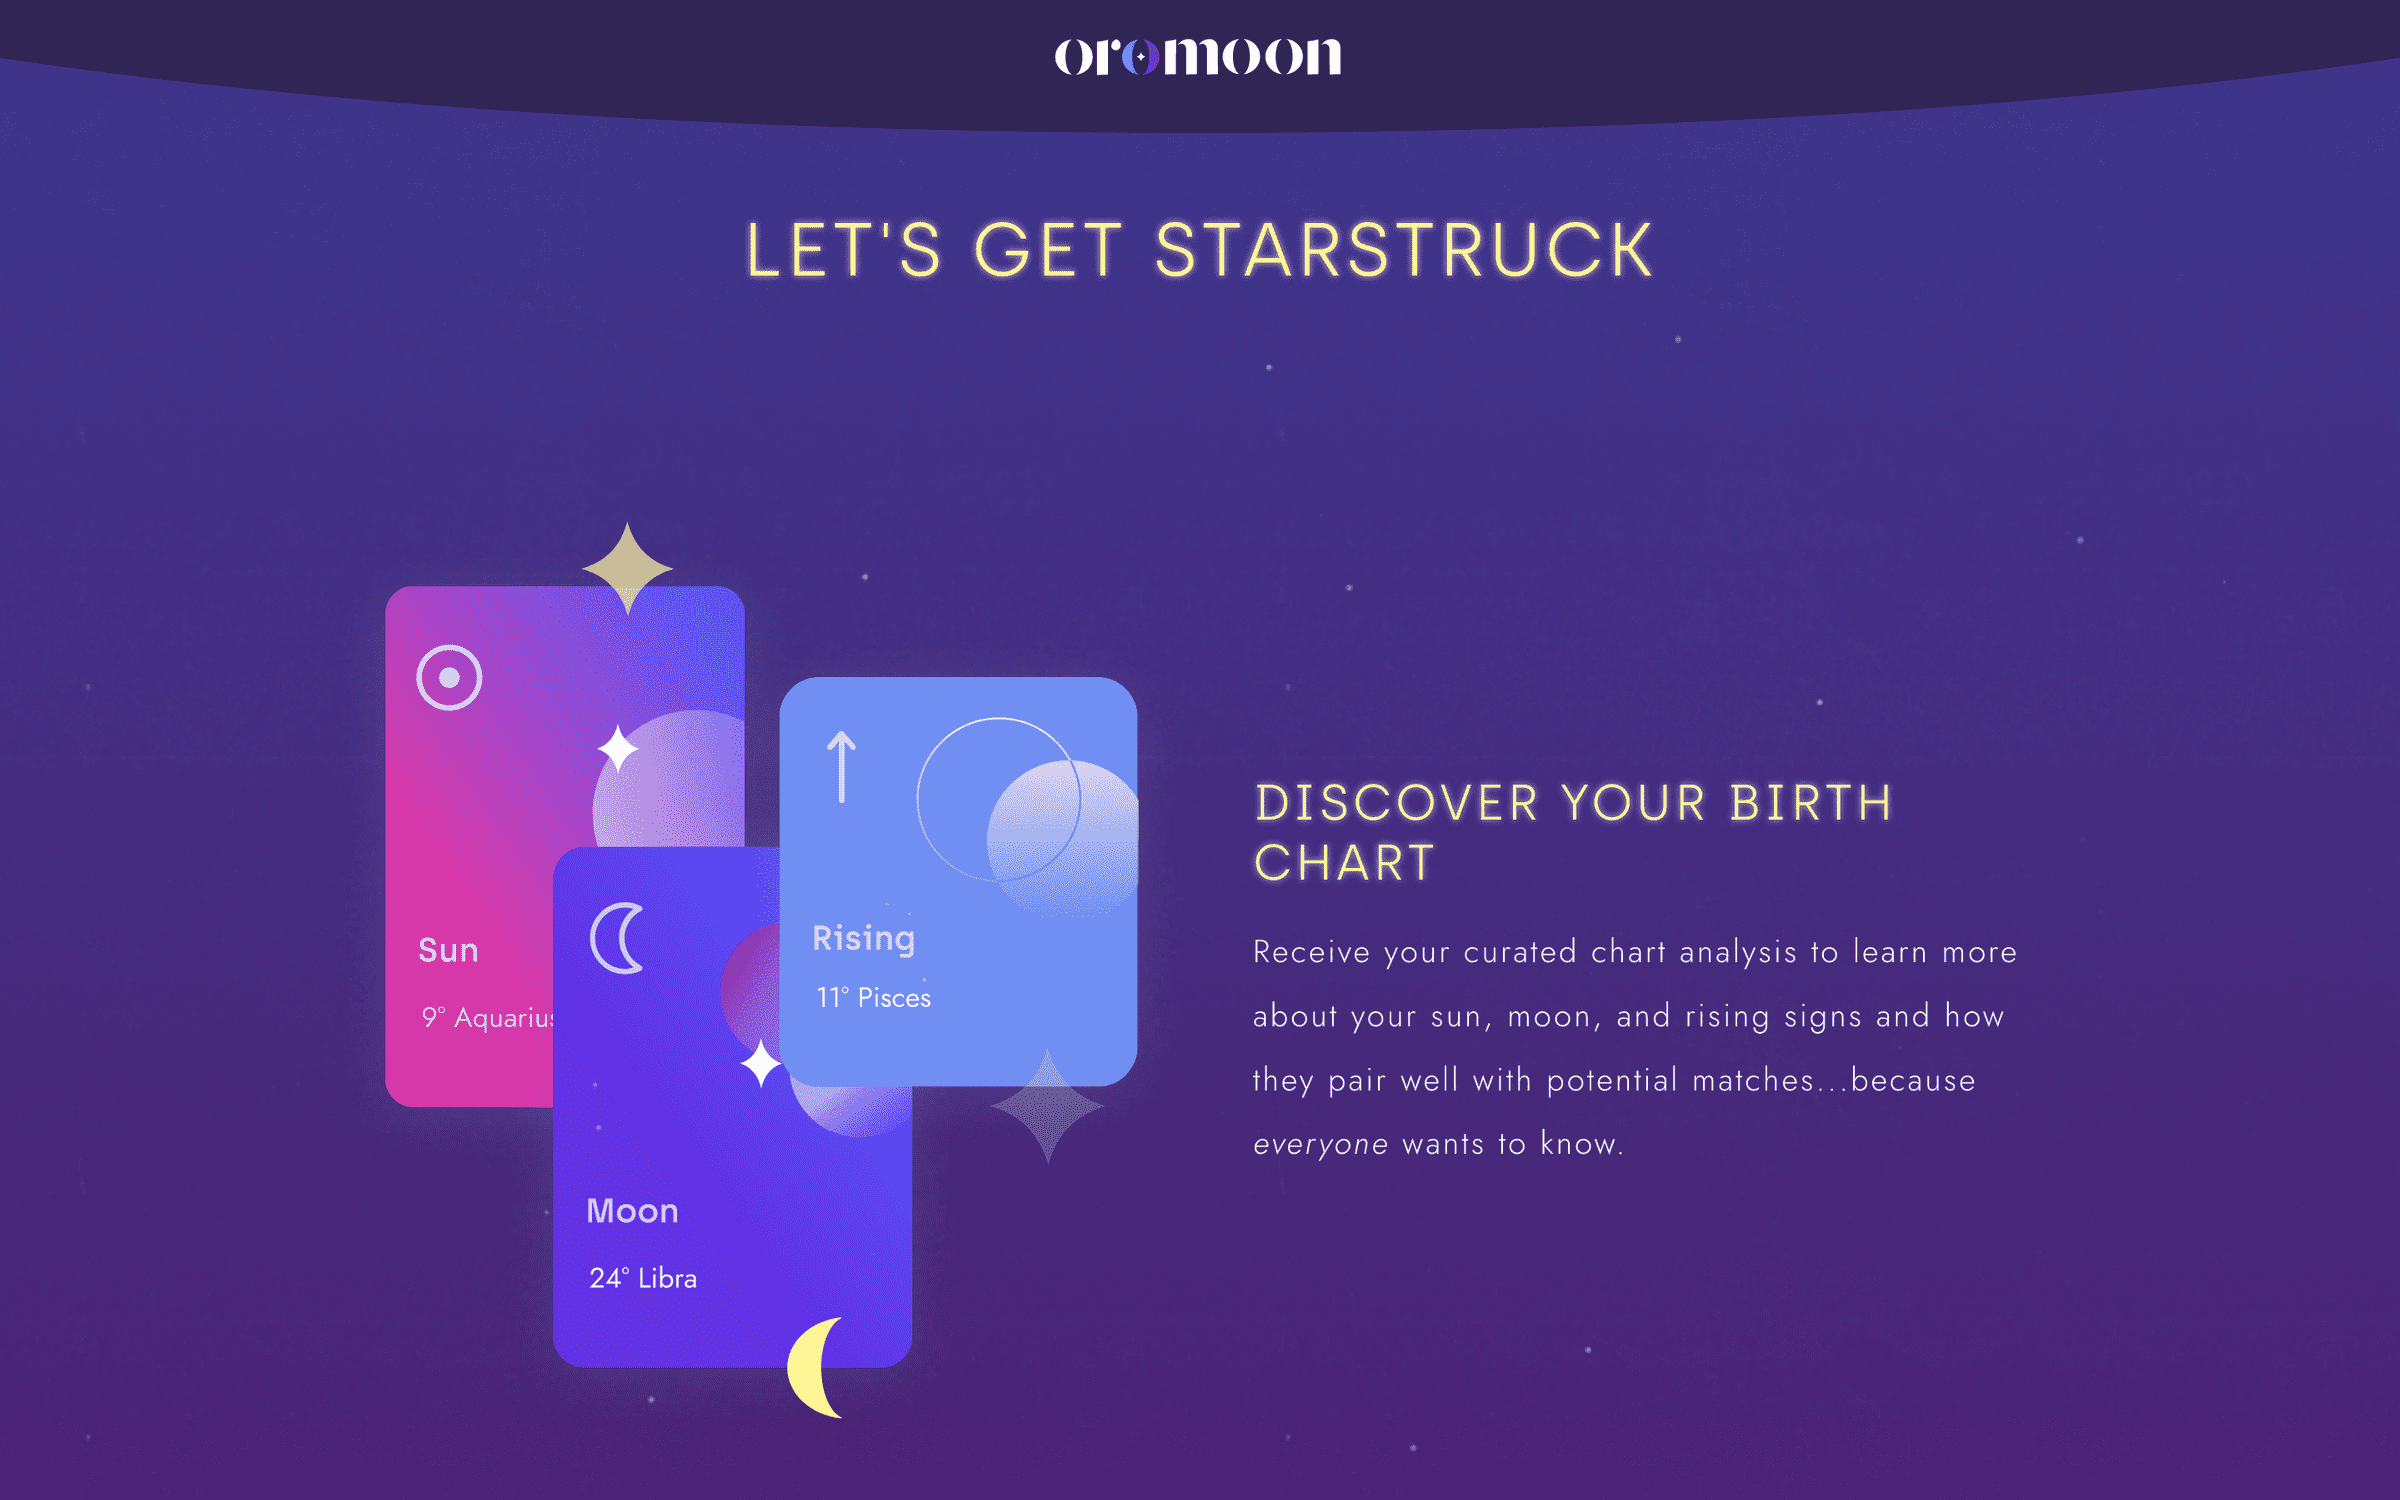 oromoon
LET'S GET STARSTRUCK
Sun
9° Aquarius
Moon
24° Libra
Rising
11° Pisces
DISCOVER YOUR BIRTH
CHART
Receive your curated chart analysis to learn more
about your sun, moon, and rising signs and how
they pair well with potential matches...because
everyone wants to know.